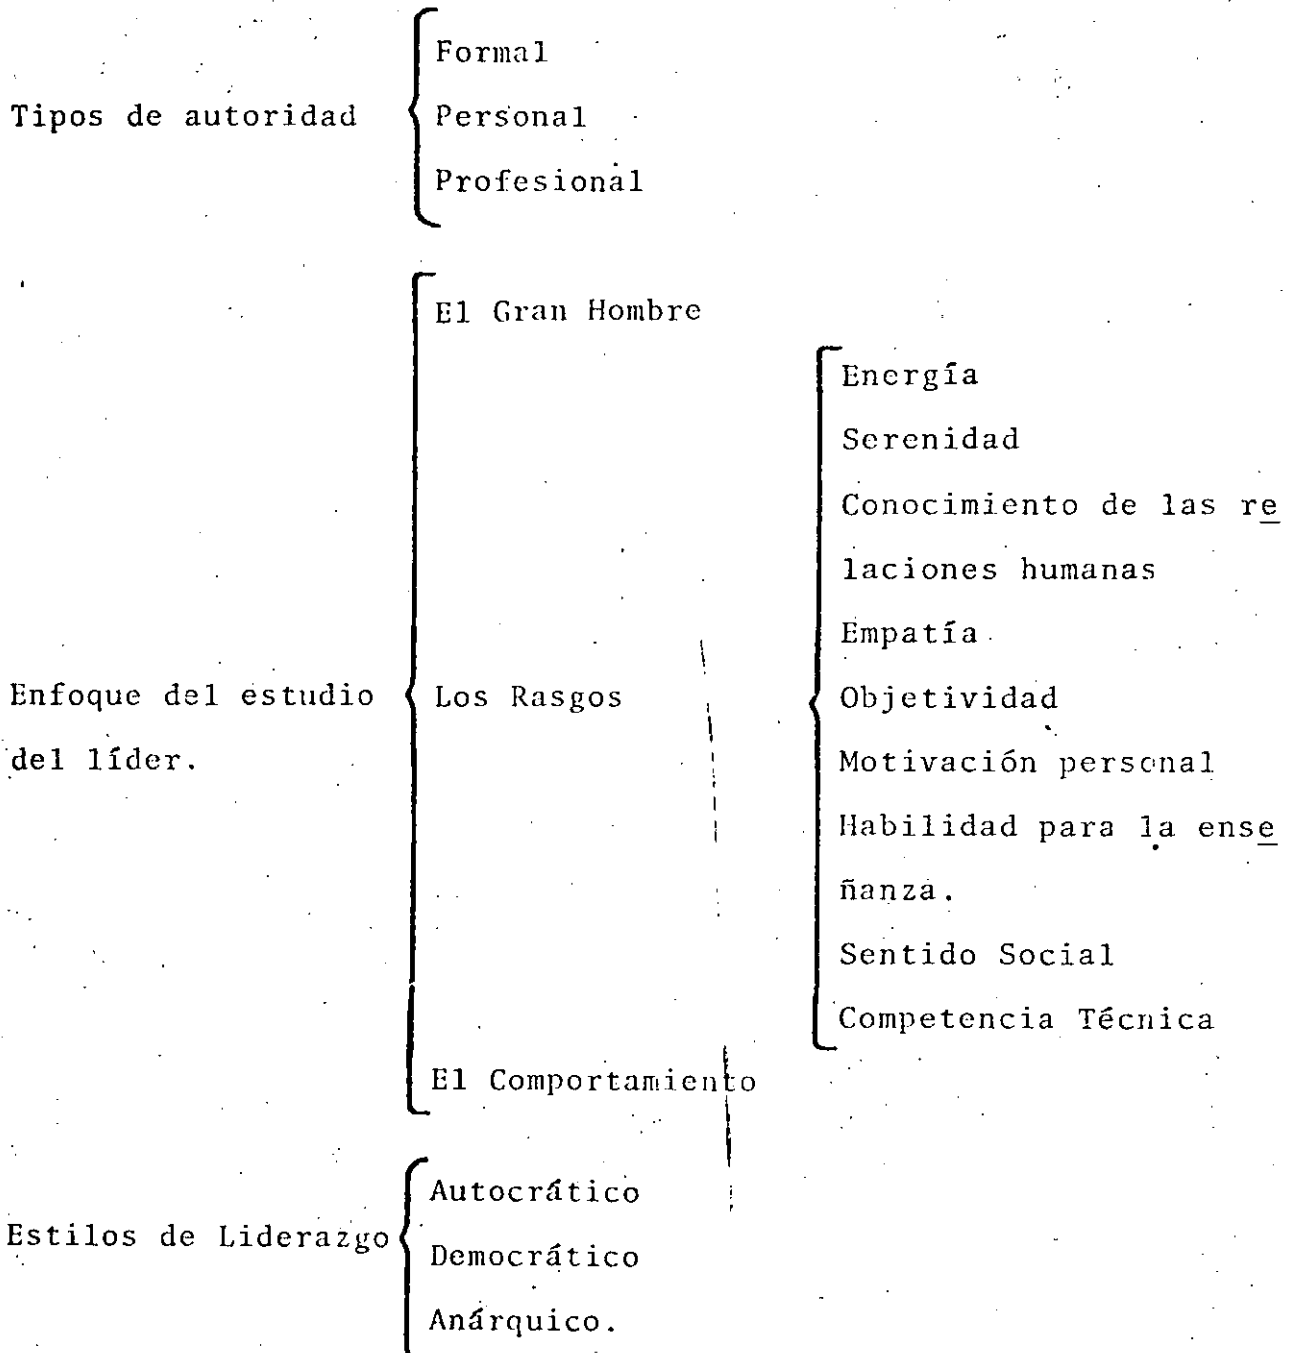 Formal
Tipos de autoridad Personal
Profesional
El Gran Hombre
Energía
Serenidad
Conocimiento de las re
laciones humanas
Empatía
Enfoque del estudio Los Rasgos Objetividad
del líder. Motivación personal
Habilidad para la ense
ñanza.
Sentido Social
Competencia Técnica
El Comportamiento
Autocrático
Estilos de Liderazgo
Democrático
Anárquico.